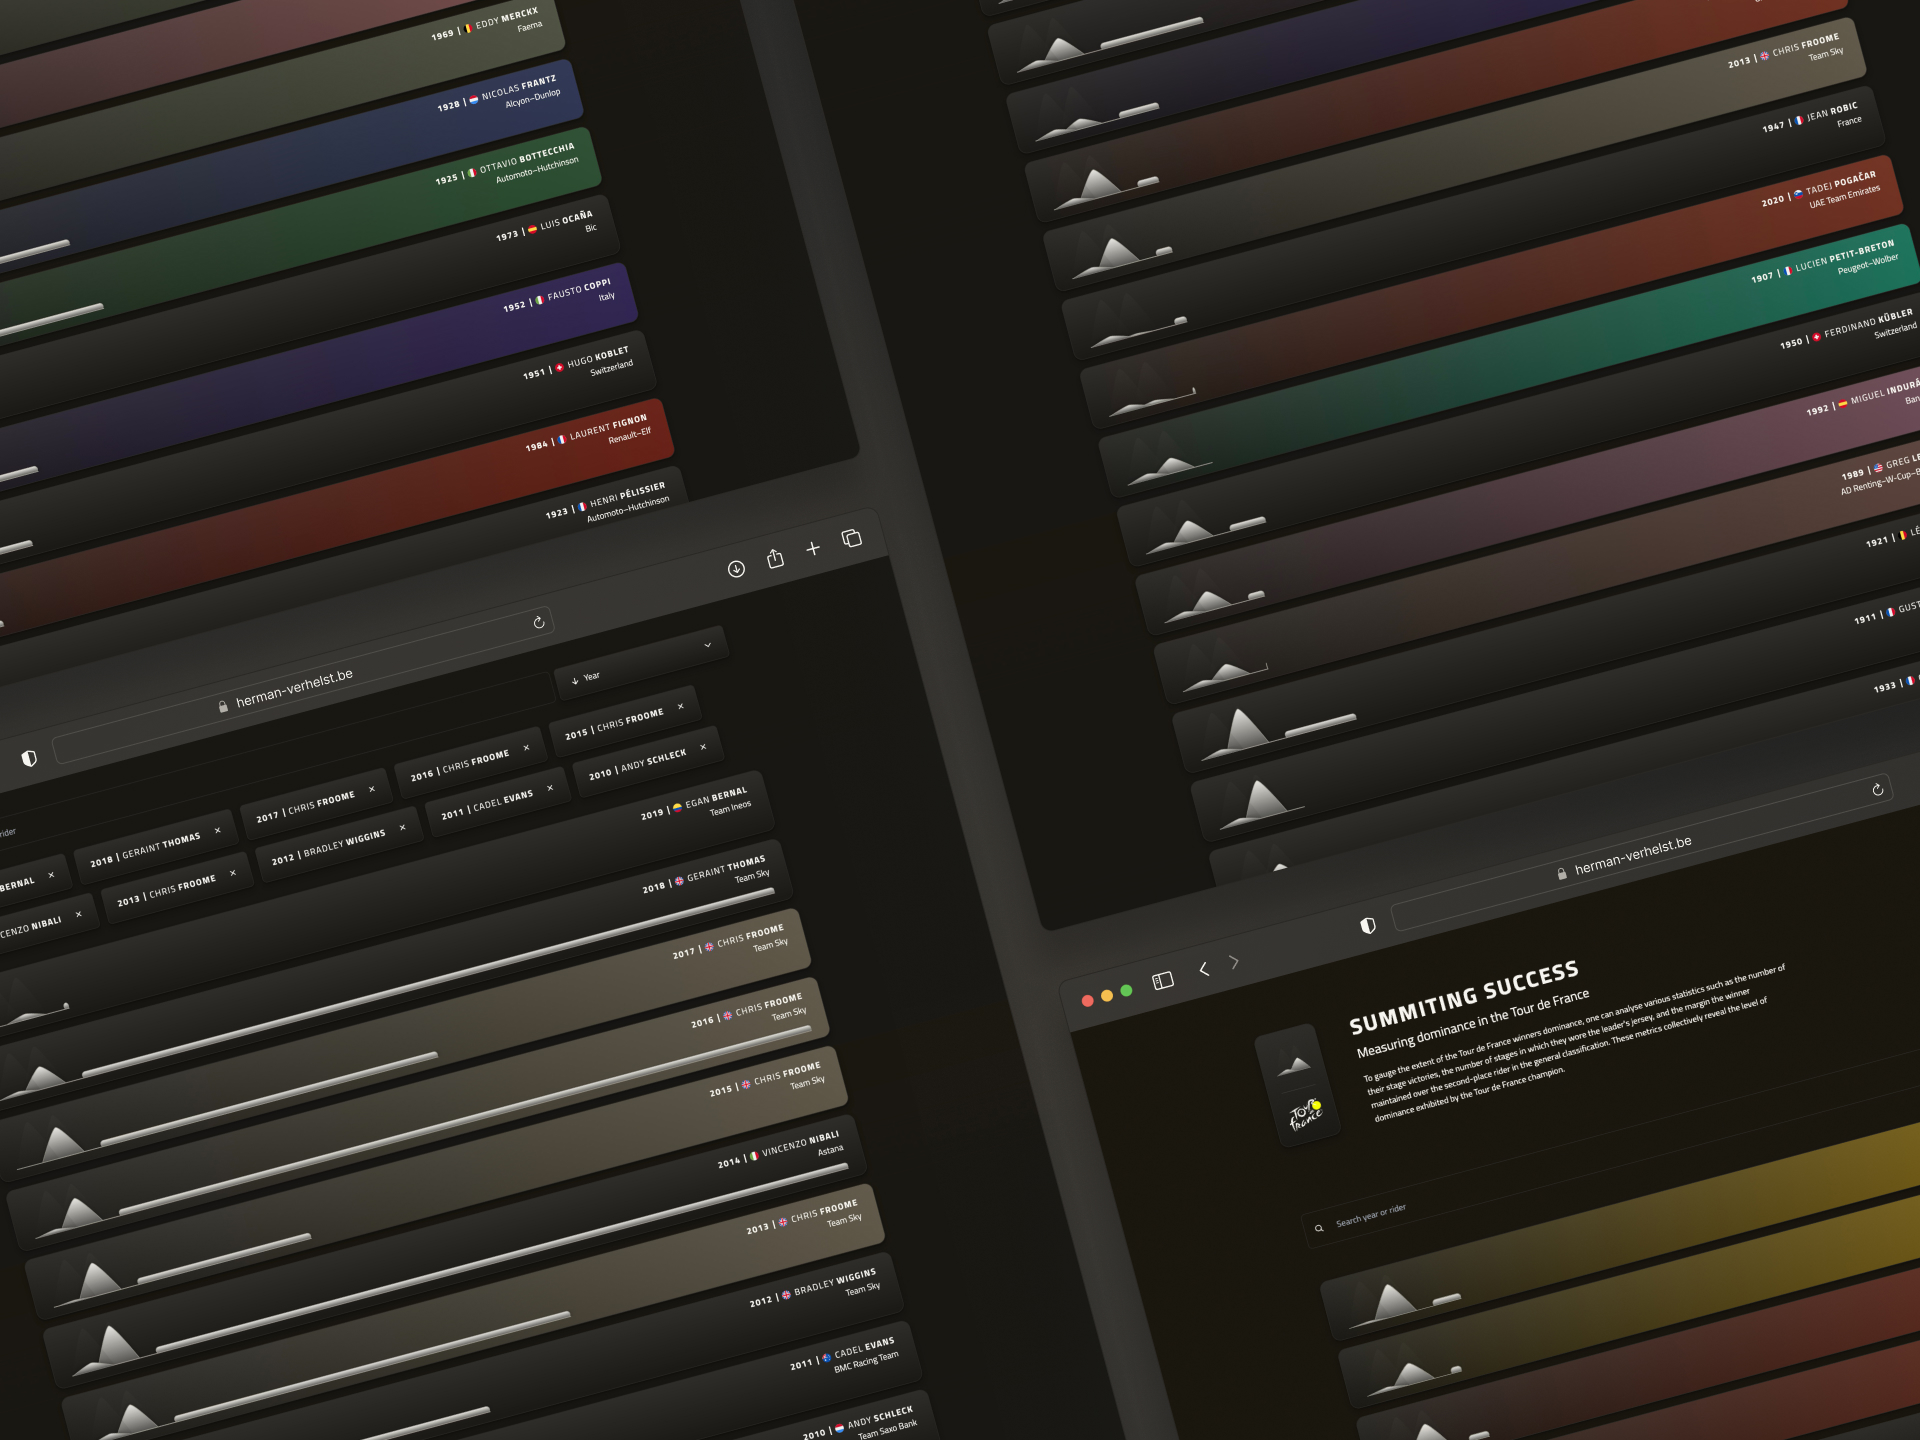 1969 | EDDY MERCKX
Faema
1928 | NICOLAS FRANTZ
Alcyon–Dunlop
1925 | OTTAVIO BOTTECCHIA
Automoto–Hutchinson
1973 | LUIS OCAÑA
Bic
1952 | FAUSTO COPPI
Italy
1951 | HUGO KOBLET
Switzerland
1984 | LAURENT FIGNON
Renault–Elf
1923 | HENRI PÉLISSIER
Automoto–Hutchinson
2013 | CHRIS FROOME
Team Sky
1947 | JEAN ROBIC
France
2020 | TADEJ POGAČAR
UAE Team Emirates
1907 | LUCIEN PETIT-BRETON
Peugeot–Wolber
1950 | FERDINAND KÜBLER
Switzerland
1992 | MIGUEL INDURÁ
Ban
1989 | GREG LE
AD Renting–W-Cup–B
1921 | LÉ
1911 | GUST
1933 |
herman-verhelst.be
Year
rider
BERNAL ×
2018 | GERAINT THOMAS ×
2017 | CHRIS FROOME ×
2016 | CHRIS FROOME ×
2015 | CHRIS FROOME ×
CENZO NIBALI ×
2013 | CHRIS FROOME ×
2012 | BRADLEY WIGGINS ×
2011 | CADEL EVANS ×
2010 | ANDY SCHLECK ×
2019 | EGAN BERNAL
Team Ineos
2018 | GERAINT THOMAS
Team Sky
2017 | CHRIS FROOME
Team Sky
2016 | CHRIS FROOME
Team Sky
2015 | CHRIS FROOME
Team Sky
2014 | VINCENZO NIBALI
Astana
2013 | CHRIS FROOME
Team Sky
2012 | BRADLEY WIGGINS
Team Sky
2011 | CADEL EVANS
BMC Racing Team
2010 | ANDY SCHLECK
Team Saxo Bank
herman-verhelst.be
SUMMITING SUCCESS
Measuring dominance in the Tour de France
To gauge the extent of the Tour de France winners dominance, one can analyse various statistics such as the number of
their stage victories, the number of stages in which they wore the leader's jersey, and the margin the winner
maintained over the second-place rider in the general classification. These metrics collectively reveal the level of
dominance exhibited by the Tour de France champion.
Tour
de france
Search year or rider